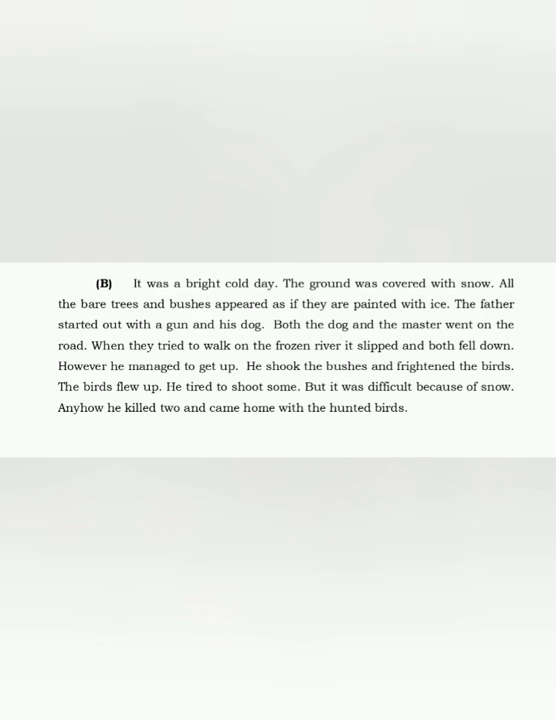 (B) It was a bright cold day. The ground was covered with snow. All
the bare trees and bushes appeared as if they are painted with ice. The father
started out with a gun and his dog. Both the dog and the master went on the
road. When they tried to walk on the frozen river it slipped and both fell down.
However he managed to get up. He shook the bushes and frightened the birds.
The birds flew up. He tired to shoot some. But it was difficult because of snow.
Anyhow he killed two and came home with the hunted birds.